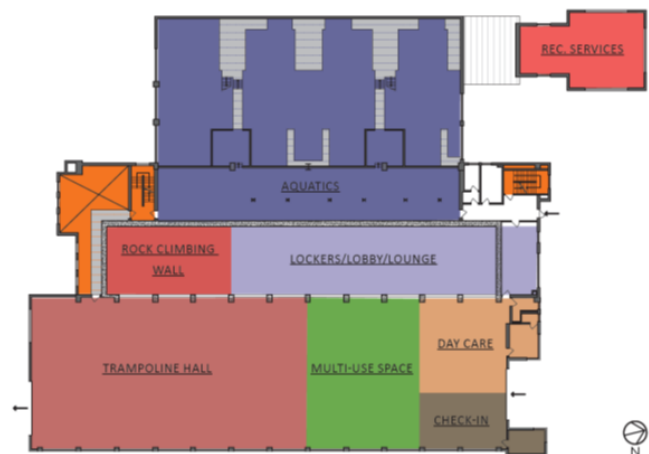 REC. SERVICES
AQUATICS
ROCK CLIMBING
WALL
LOCKERS/LOBBY/LOUNGE
TRAMPOLINE HALL
MULTI-USE SPACE
DAY CARE
CHECK-IN
N